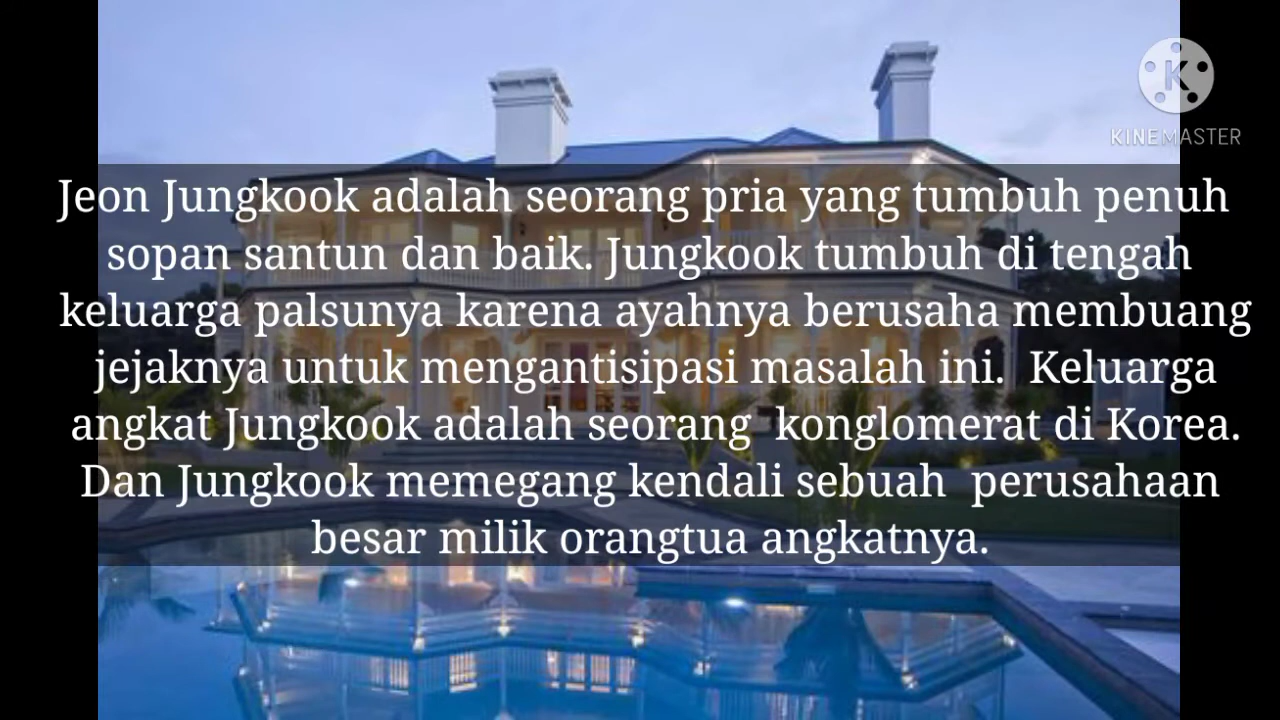 KINEMASTER
Jeon Jungkook adalah seorang pria yang tumbuh penuh
sopan santun dan baik. Jungkook tumbuh di tengah
keluarga palsunya karena ayahnya berusaha membuang
jejaknya untuk mengantisipasi masalah ini. Keluarga
angkat Jungkook adalah seorang konglomerat di Korea.
Dan Jungkook memegang kendali sebuah perusahaan
besar milik orangtua angkatnya.